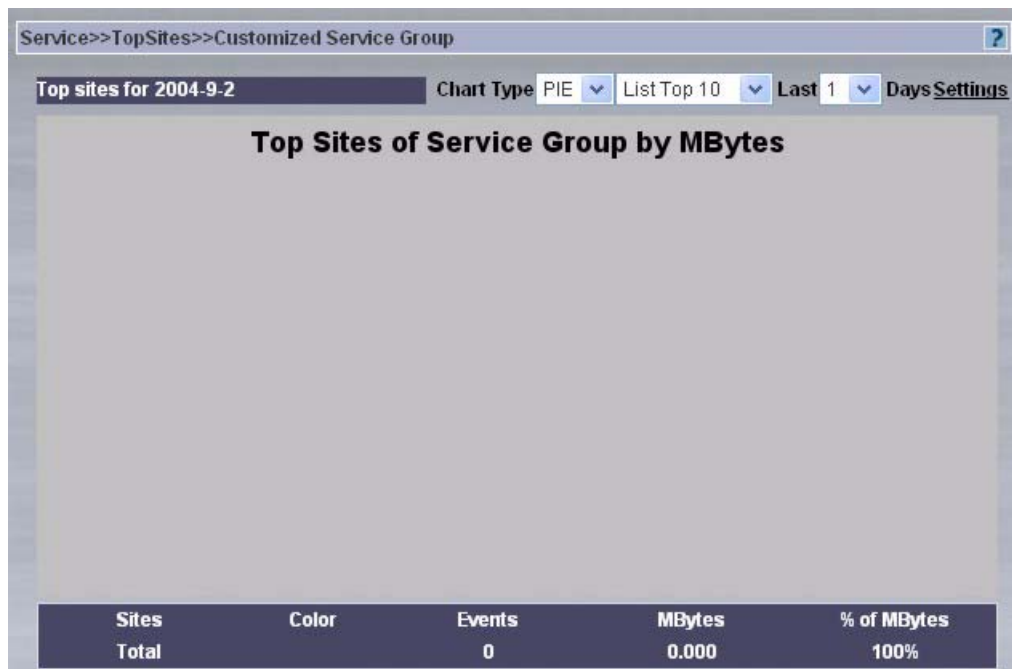 Service>>TopSites>>Customized Service Group ?
Top sites for 2004-9-2 Chart Type PIE List Top 10 Last 1 Days Settings
Top Sites of Service Group by MBytes
Sites Color Events MBytes % of MBytes
Total 0 0.000 100%